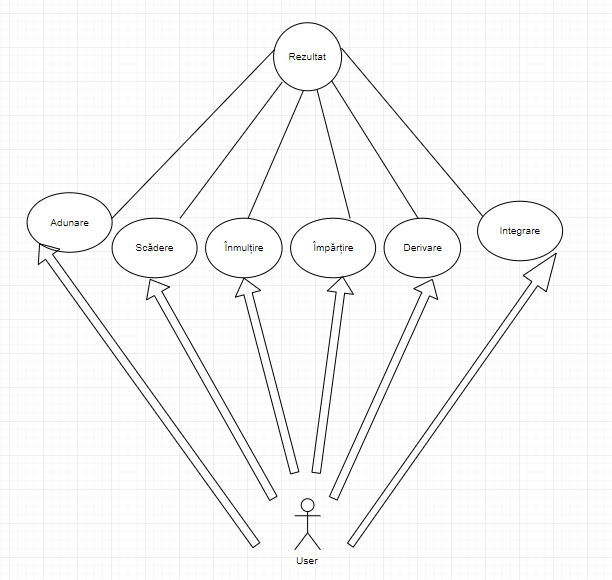 Rezultat
Adunare
Scădere
Înmulțire
Împărțire
Derivare
Integrare
User